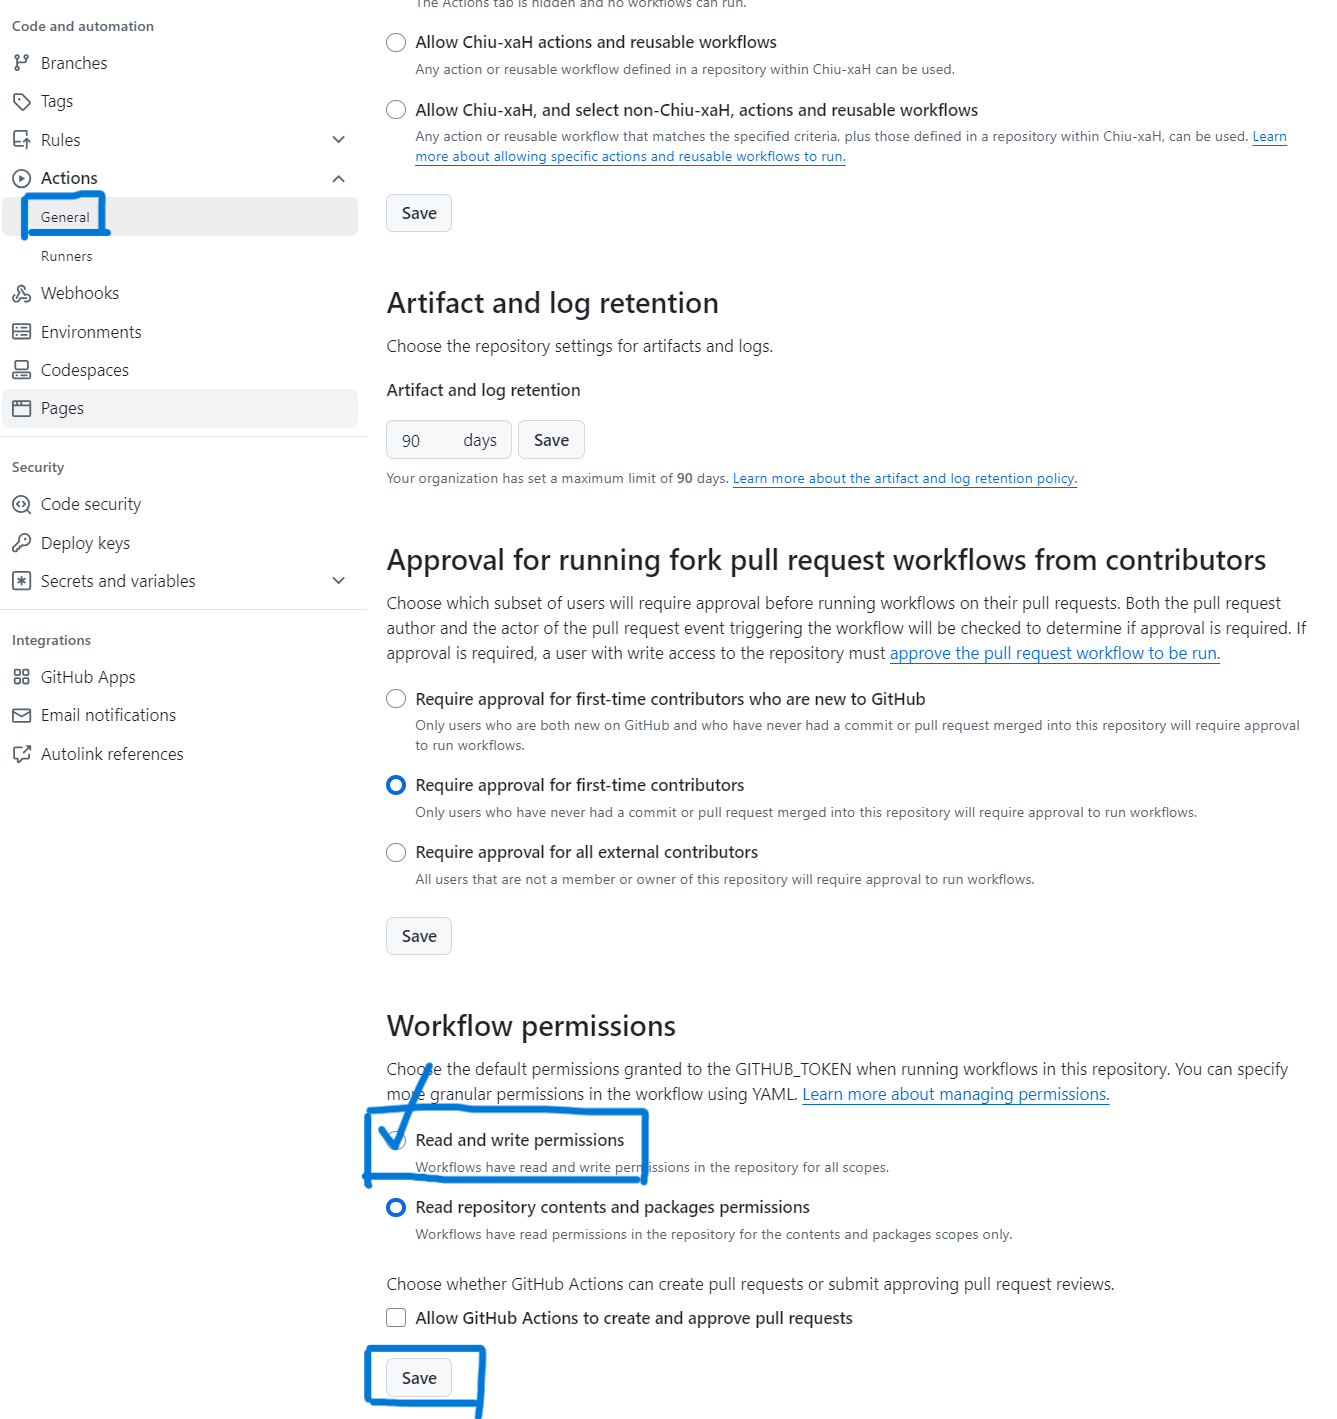 Code and automation
Branches
Tags
Rules
Actions
General
Runners
Webhooks
Environments
Codespaces
Pages
Security
Code security
Deploy keys
Secrets and variables
Integrations
GitHub Apps
Email notifications
Autolink references
The Actions tab is hidden and no workflows can run.
Allow Chiu-xaH actions and reusable workflows
Any action or reusable workflow defined in a repository within Chiu-xaH can be used.
Allow Chiu-xaH, and select non-Chiu-xaH, actions and reusable workflows
Any action or reusable workflow that matches the specified criteria, plus those defined in a repository within Chiu-xaH, can be used. Learn
more about allowing specific actions and reusable workflows to run.
Save
Artifact and log retention
Choose the repository settings for artifacts and logs.
Artifact and log retention
90 days Save
Your organization has set a maximum limit of 90 days. Learn more about the artifact and log retention policy.
Approval for running fork pull request workflows from contributors
Choose which subset of users will require approval before running workflows on their pull requests. Both the pull request
author and the actor of the pull request event triggering the workflow will be checked to determine if approval is required. If
approval is required, a user with write access to the repository must approve the pull request workflow to be run.
Require approval for first-time contributors who are new to GitHub
Only users who are both new on GitHub and who have never had a commit or pull request merged into this repository will require approval
to run workflows.
Require approval for first-time contributors
Only users who have never had a commit or pull request merged into this repository will require approval to run workflows.
Require approval for all external contributors
All users that are not a member or owner of this repository will require approval to run workflows.
Save
Workflow permissions
Choose the default permissions granted to the GITHUB_TOKEN when running workflows in this repository. You can specify
more granular permissions in the workflow using YAML. Learn more about managing permissions.
Read and write permissions
Workflows have read and write permissions in the repository for all scopes.
Read repository contents and packages permissions
Workflows have read permissions in the repository for the contents and packages scopes only.
Choose whether GitHub Actions can create pull requests or submit approving pull request reviews.
Allow GitHub Actions to create and approve pull requests
Save